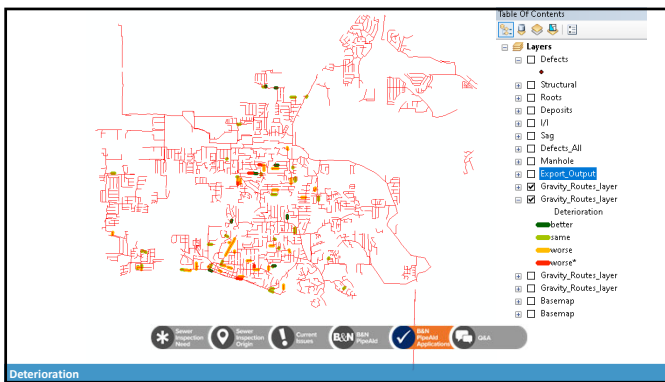 Table Of Contents
Layers
Defects
Structural
Roots
Deposits
I/I
Sag
Defects_All
Manhole
Export_Output
Gravity_Routes_layer
Gravity_Routes_layer
Deterioration
better
same
worse
worse*
Gravity_Routes_layer
Gravity_Routes_layer
Basemap
Basemap
Sewer
Inspection
Need
Sewer
Inspection
Origin
Current
Issues
B&N
B&N
PipeAid
B&N
PipeAid
Applications
Q&A
Deterioration